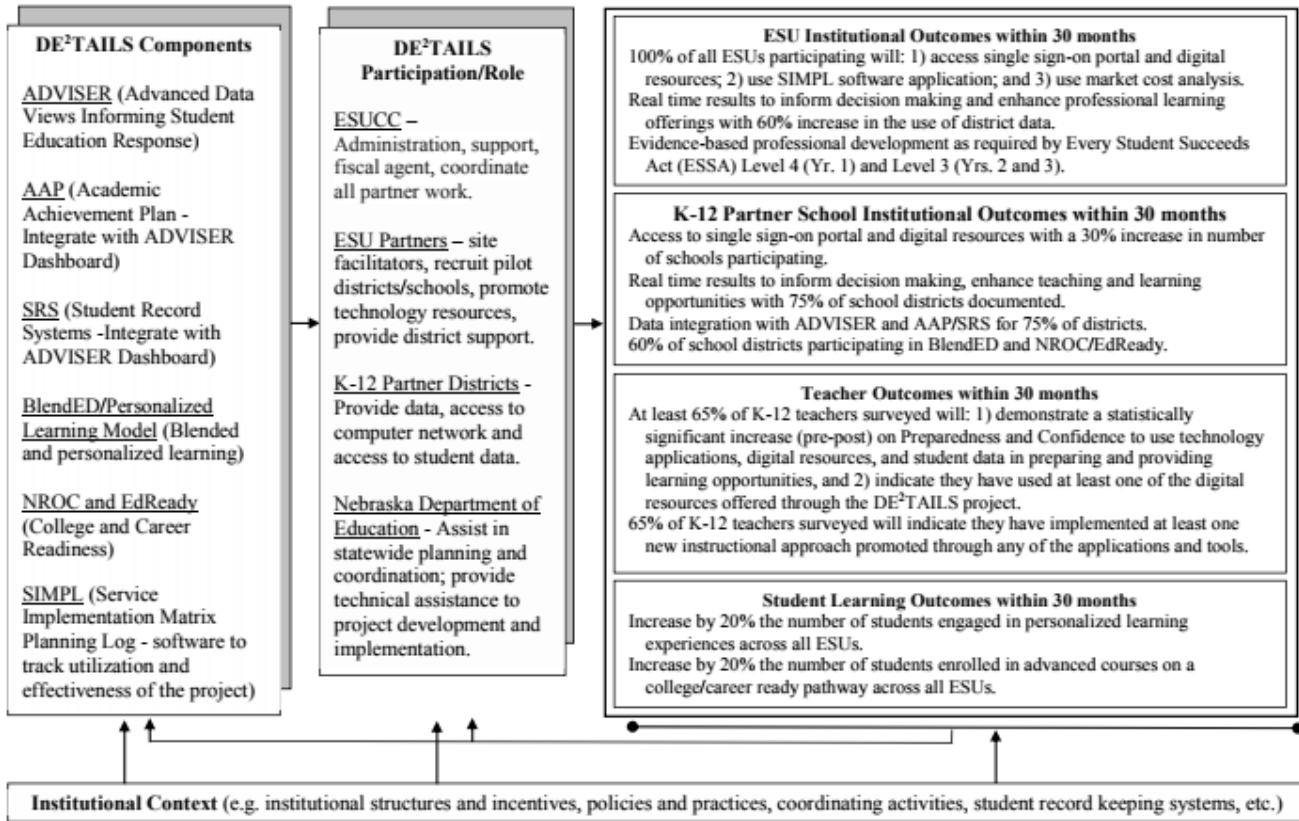 DE²TAILS Components
ADVISER (Advanced Data
Views Informing Student
Education Response)
AAP (Academic
Achievement Plan -
Integrate with ADVISER
Dashboard)
SRS (Student Record
Systems -Integrate with
ADVISER Dashboard)
BlendED/Personalized
Learning Model (Blended
and personalized learning)
NROC and EdReady
(College and Career
Readiness)
SIMPL (Service
Implementation Matrix
Planning Log - software to
track utilization and
effectiveness of the project)
DE²TAILS
Participation/Role
ESUCC –
Administration, support,
fiscal agent, coordinate
all partner work.
ESU Partners – site
facilitators, recruit pilot
districts/schools, promote
technology resources,
provide district support.
K-12 Partner Districts -
Provide data, access to
computer network and
access to student data.
Nebraska Department of
Education - Assist in
statewide planning and
coordination; provide
technical assistance to
project development and
implementation.
ESU Institutional Outcomes within 30 months
100% of all ESUs participating will: 1) access single sign-on portal and digital
resources; 2) use SIMPL software application; and 3) use market cost analysis.
Real time results to inform decision making and enhance professional learning
offerings with 60% increase in the use of district data.
Evidence-based professional development as required by Every Student Succeeds
Act (ESSA) Level 4 (Yr. 1) and Level 3 (Yrs. 2 and 3).
K-12 Partner School Institutional Outcomes within 30 months
Access to single sign-on portal and digital resources with a 30% increase in number
of schools participating.
Real time results to inform decision making, enhance teaching and learning
opportunities with 75% of school districts documented.
Data integration with ADVISER and AAP/SRS for 75% of districts.
60% of school districts participating in BlendED and NROC/EdReady.
Teacher Outcomes within 30 months
At least 65% of K-12 teachers surveyed will: 1) demonstrate a statistically
significant increase (pre-post) on Preparedness and Confidence to use technology
applications, digital resources, and student data in preparing and providing
learning opportunities, and 2) indicate they have used at least one of the digital
resources offered through the DE²TAILS project.
65% of K-12 teachers surveyed will indicate they have implemented at least one
new instructional approach promoted through any of the applications and tools.
Student Learning Outcomes within 30 months
Increase by 20% the number of students engaged in personalized learning
experiences across all ESUs.
Increase by 20% the number of students enrolled in advanced courses on a
college/career ready pathway across all ESUs.
Institutional Context (e.g. institutional structures and incentives, policies and practices, coordinating activities, student record keeping systems, etc.)